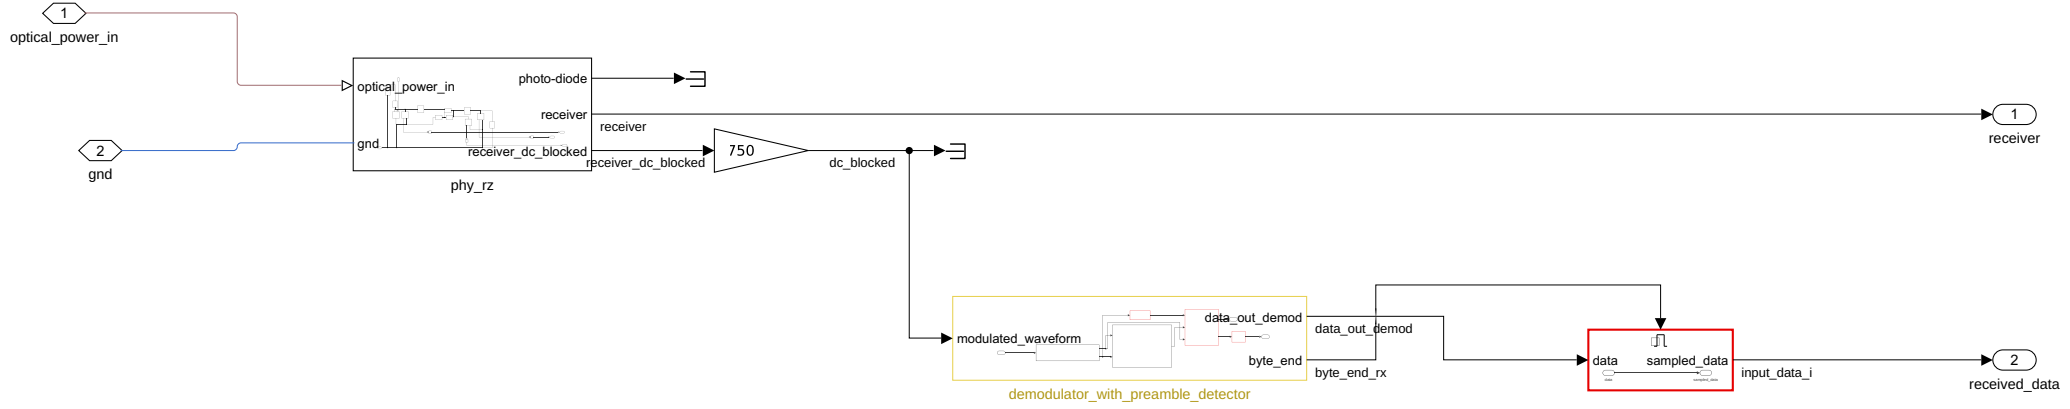 1
optical_power_in
2
gnd
optical_power_in
gnd
photo-diode
receiver
receiver_dc_blocked
phy_rz
receiver
receiver_dc_blocked
750
dc_blocked
1
receiver
modulated_waveform
data_out_demod
byte_end
demodulator_with_preamble_detector
data_out_demod
byte_end_rx
data
sampled_data
input_data_i
2
received_data